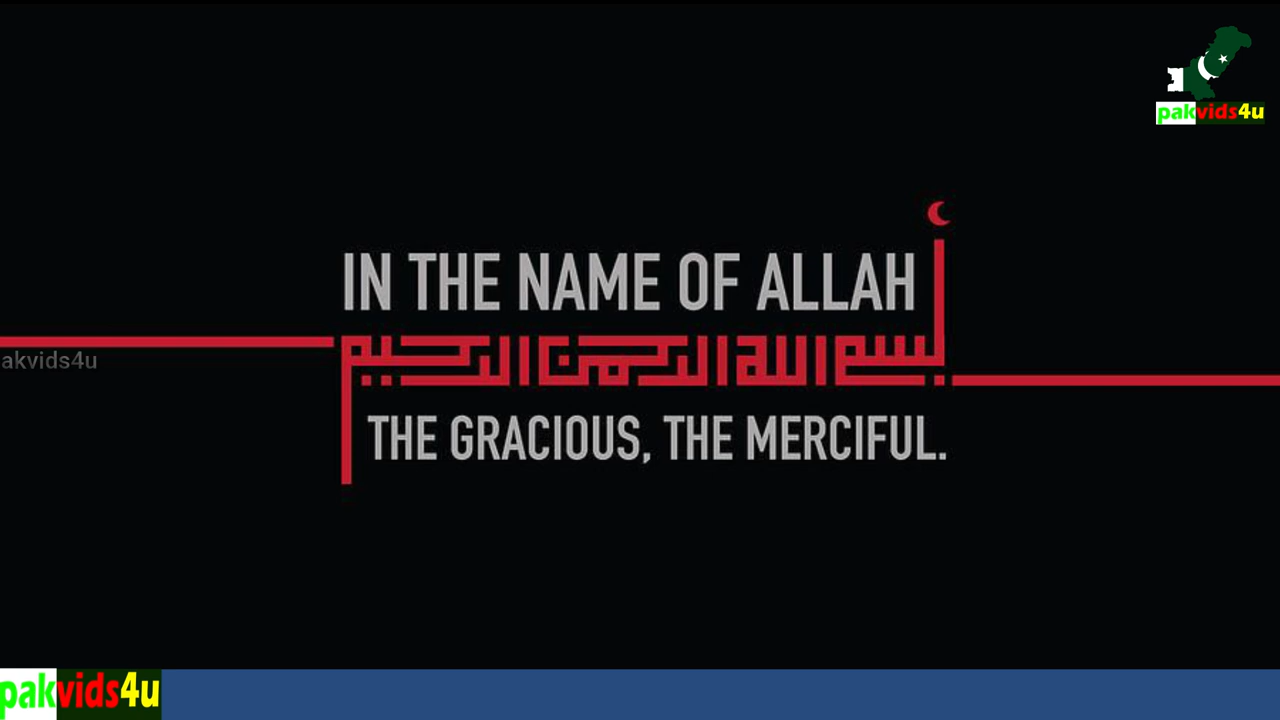 pakvids4u
IN THE NAME OF ALLAH
بسم الله الرحمن الرحيم
akvids4u
THE GRACIOUS, THE MERCIFUL.
pakvids4u